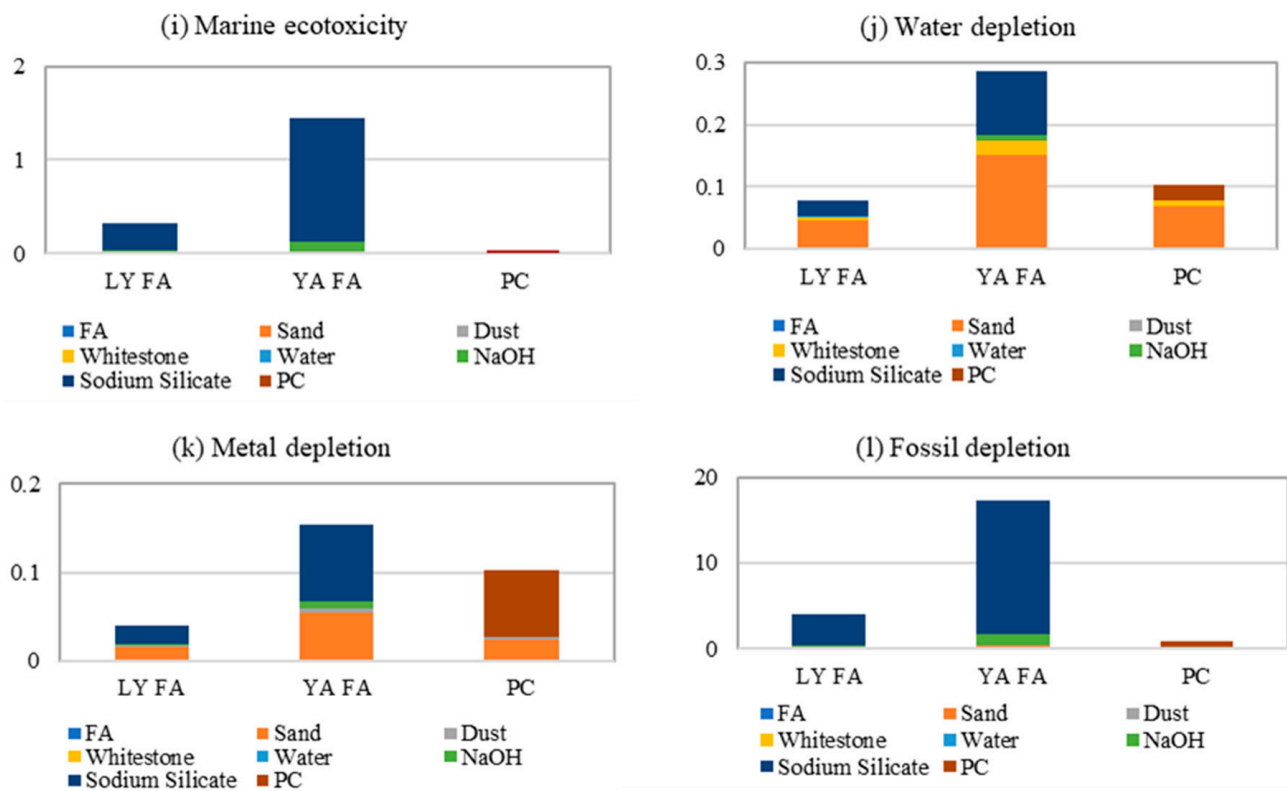 (i) Marine ecotoxicity
2
1
0
LY FA YA FA PC
FA Sand Dust
Whitestone Water NaOH
Sodium Silicate PC
(j) Water depletion
0.3
0.2
0.1
0
LY FA YA FA PC
FA Sand Dust
Whitestone Water NaOH
Sodium Silicate PC
(k) Metal depletion
0.2
0.1
0
LY FA YA FA PC
FA Sand Dust
Whitestone Water NaOH
Sodium Silicate PC
(l) Fossil depletion
20
10
0
LY FA YA FA PC
FA Sand Dust
Whitestone Water NaOH
Sodium Silicate PC